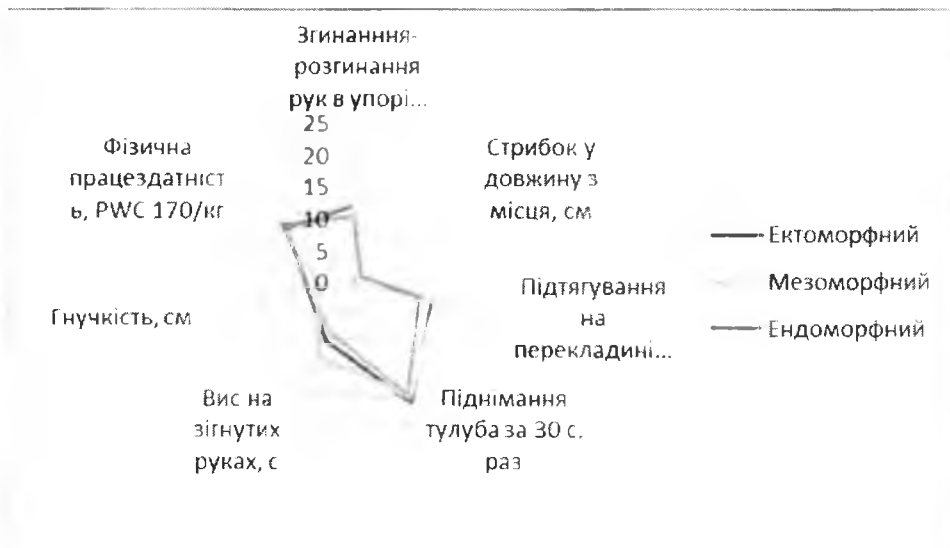 Згинанння-
розгинання
рук в упорі...
25
20
15
10
5
0
Стрибок у
довжину з
місця, см
Підтягування
на
перекладині...
Піднімання
тулуба за 30 с.
раз
Вис на
зігнутих
руках, с
Гнучкість, см
Фізична
працездатніст
ь, PWC 170/кг
Ектоморфний
Мезоморфний
Ендоморфний